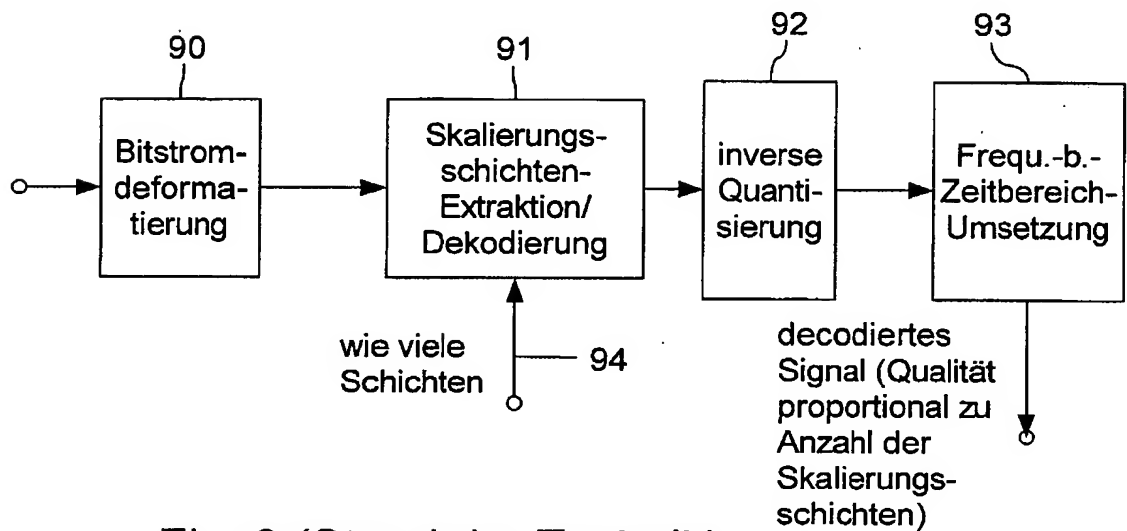 90
91
92
93
Bitstrom-
deforma-
tierung
Skalierungs-
schichten-
Extraktion/
Dekodierung
inverse
Quanti-
sierung
Frequ.-b.-
Zeitbereich-
Umsetzung
wie viele
Schichten
94
decodiertes
Signal (Qualität
proportional zu
Anzahl der
Skalierungs-
schichten)